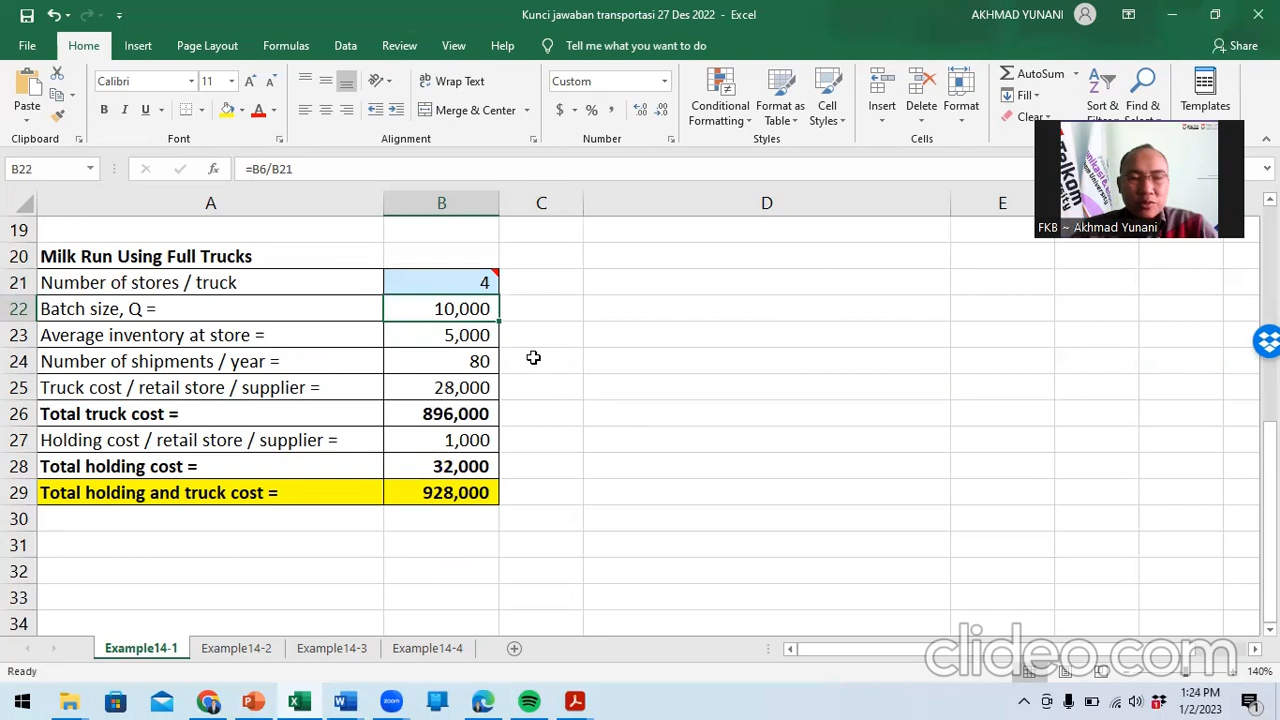 Kunci jawaban transportasi 27 Des 2022 - Excel
AKHMAD YUNANI
File Home Insert Page Layout Formulas Data Review View Help Tell me what you want to do Share
Paste
Clipboard
Calibri 11
B I U
Font
Wrap Text
Merge & Center
Alignment
Custom
$ % ,
Number
Conditional Formatting
Format as Table
Cell Styles
Styles
Insert Delete Format
Cells
AutoSum
Fill
Clear
Sort & Find &
Templates
FKB ~ Akhmad Yunani
B22 fx =B6/B21
A B C D E
19
20 Milk Run Using Full Trucks
21 Number of stores / truck 4
22 Batch size, Q = 10,000
23 Average inventory at store = 5,000
24 Number of shipments / year = 80
25 Truck cost / retail store / supplier = 28,000
26 Total truck cost = 896,000
27 Holding cost / retail store / supplier = 1,000
28 Total holding cost = 32,000
29 Total holding and truck cost = 928,000
30
31
32
33
34
Example14-1 Example14-2 Example14-3 Example14-4
clideo.com
Ready
140%
zoom
1:24 PM
1/2/2023